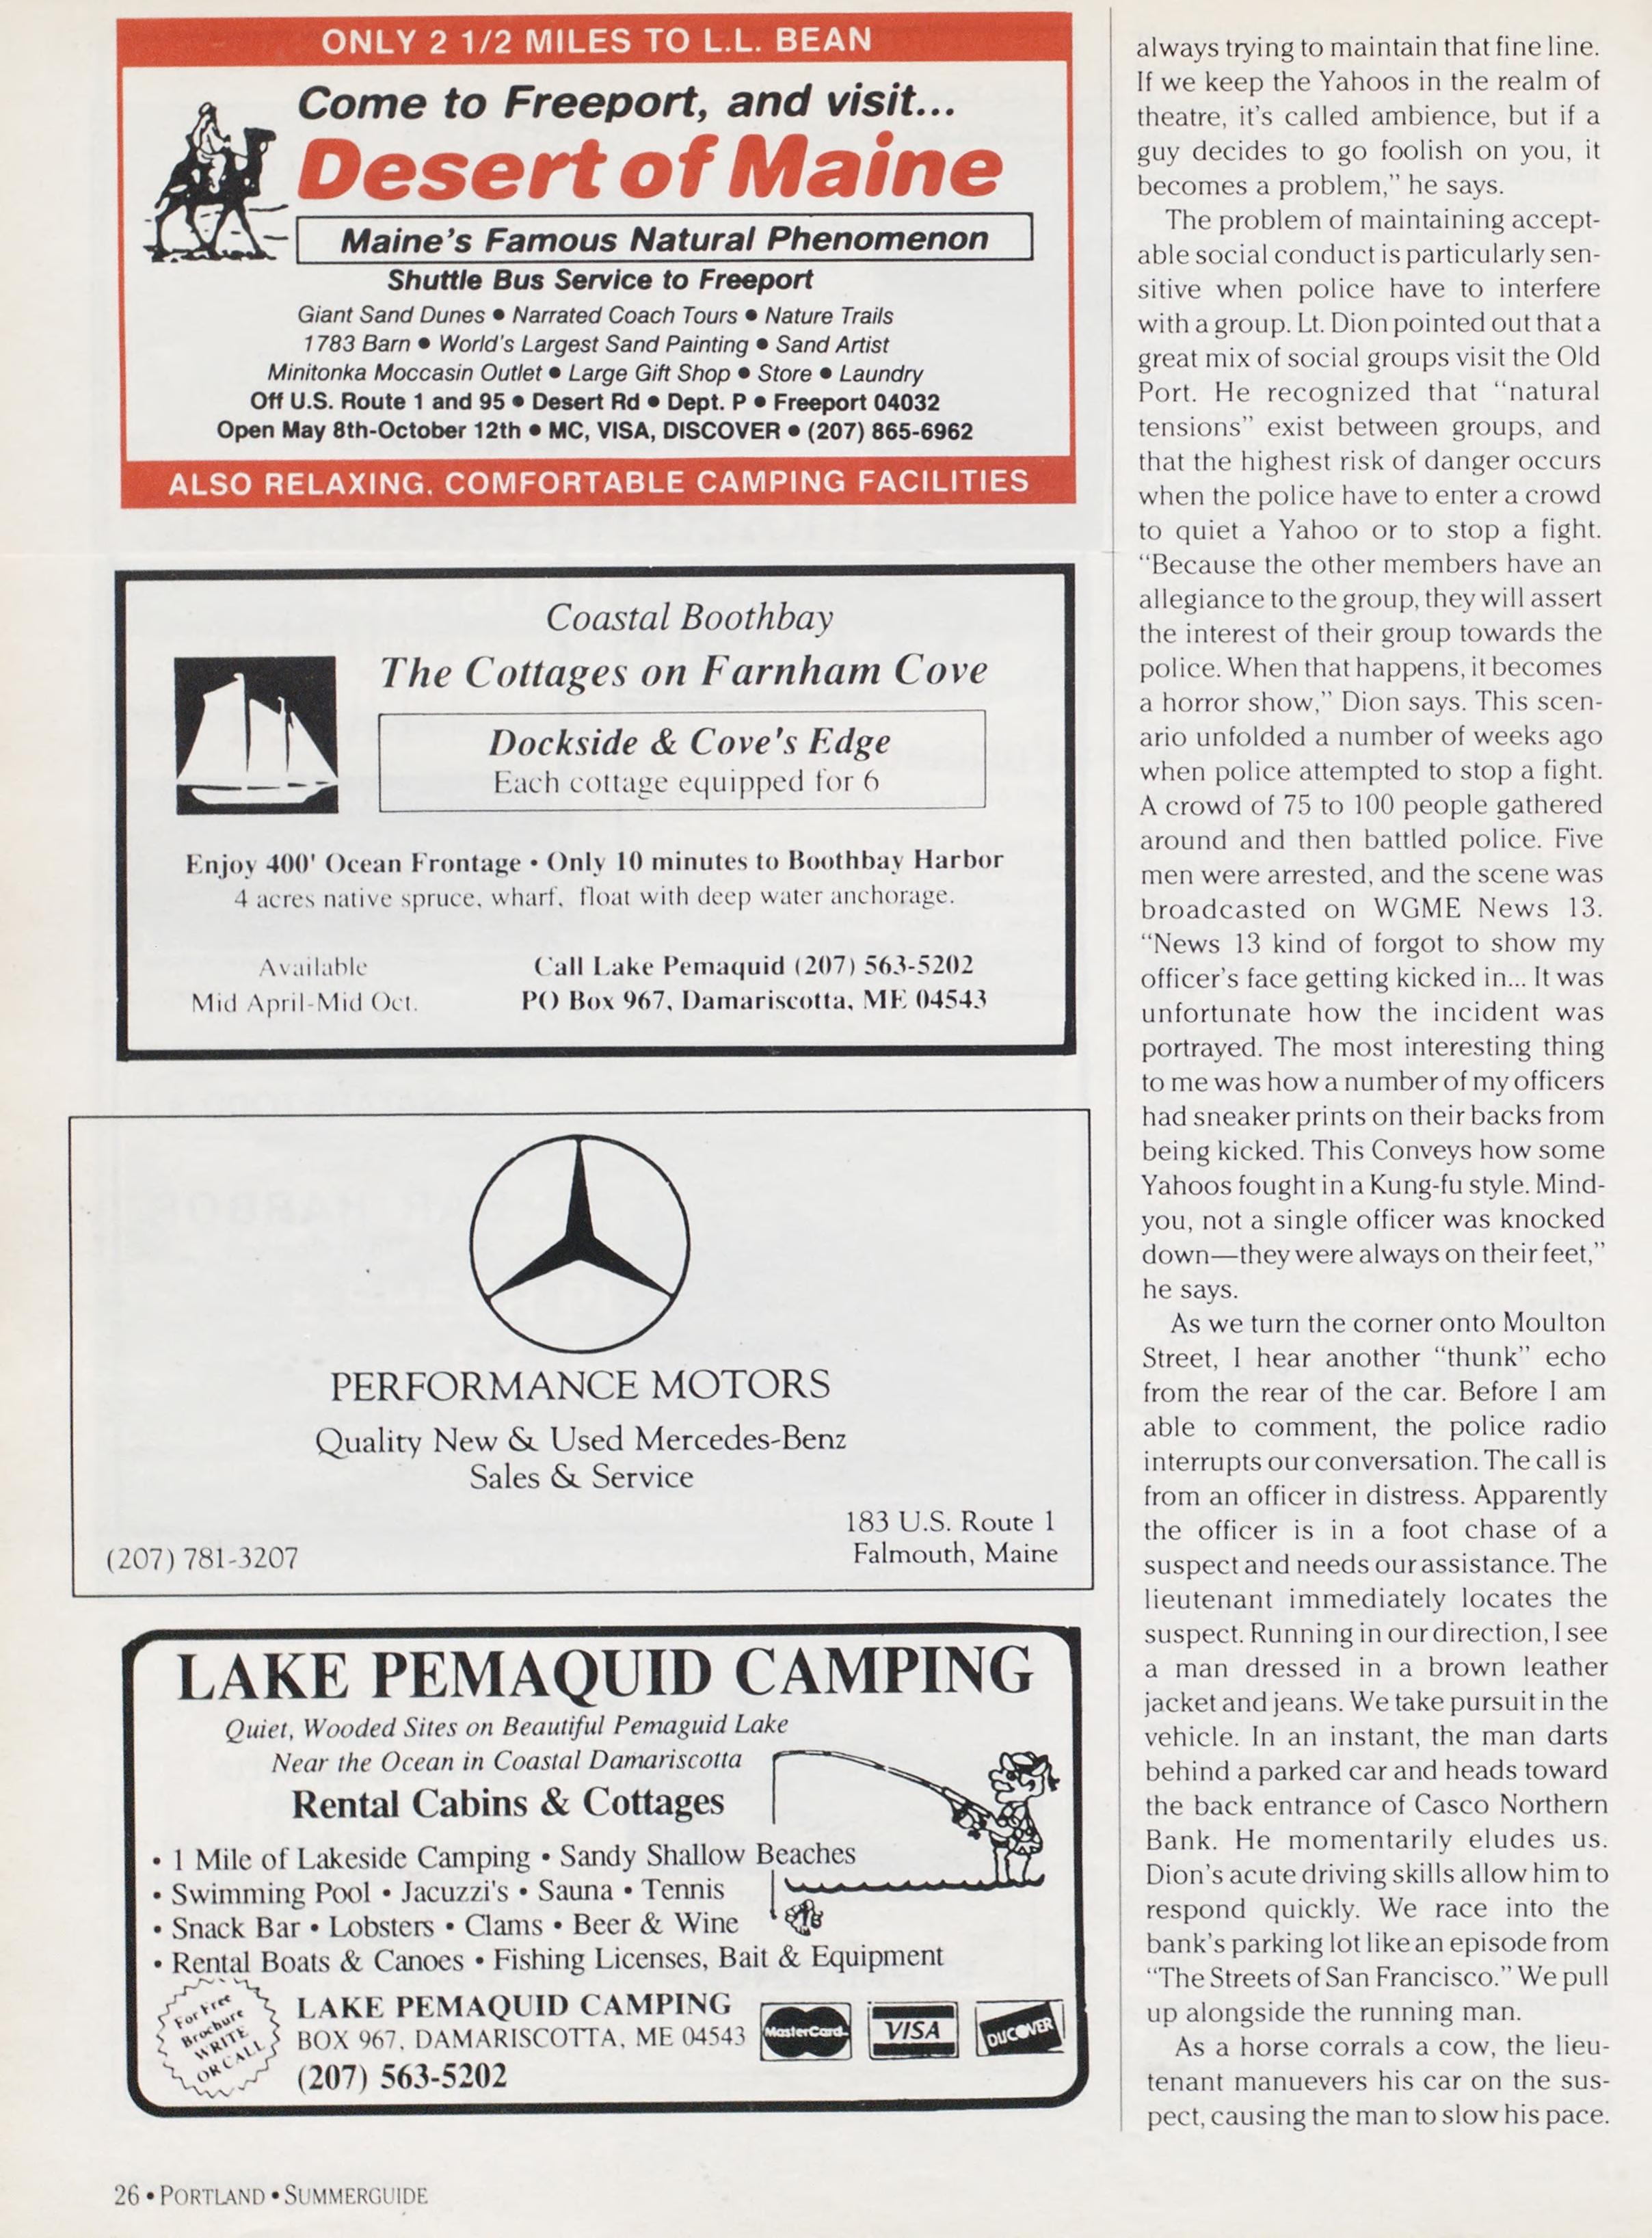 ONLY 2 1/2 MILES TO L.L. BEAN
Come to Freeport, and visit...
Desert of Maine
Maine's Famous Natural Phenomenon
Shuttle Bus Service to Freeport
Giant Sand Dunes • Narrated Coach Tours • Nature Trails
1783 Barn • World's Largest Sand Painting • Sand Artist
Minitonka Moccasin Outlet • Large Gift Shop • Store • Laundry
Off U.S. Route 1 and 95 • Desert Rd • Dept. P • Freeport 04032
Open May 8th-October 12th • MC, VISA, DISCOVER • (207) 865-6962
ALSO RELAXING, COMFORTABLE CAMPING FACILITIES
Coastal Boothbay
The Cottages on Farnham Cove
Dockside & Cove's Edge
Each cottage equipped for 6
Enjoy 400' Ocean Frontage • Only 10 minutes to Boothbay Harbor
4 acres native spruce, wharf, float with deep water anchorage.
Available
Mid April-Mid Oct.
Call Lake Pemaquid (207) 563-5202
PO Box 967, Damariscotta, ME 04543
PERFORMANCE MOTORS
Quality New & Used Mercedes-Benz
Sales & Service
183 U.S. Route 1
Falmouth, Maine
(207) 781-3207
LAKE PEMAQUID CAMPING
Quiet, Wooded Sites on Beautiful Pemaguid Lake
Near the Ocean in Coastal Damariscotta
Rental Cabins & Cottages
• 1 Mile of Lakeside Camping • Sandy Shallow Beaches
• Swimming Pool • Jacuzzi's • Sauna • Tennis
• Snack Bar • Lobsters • Clams • Beer & Wine
• Rental Boats & Canoes • Fishing Licenses, Bait & Equipment
For Free
Brochure
WRITE
OR CALL
LAKE PEMAQUID CAMPING
BOX 967, DAMARISCOTTA, ME 04543
(207) 563-5202
MasterCard
VISA
DISCOVER
always trying to maintain that fine line.
If we keep the Yahoos in the realm of
theatre, it's called ambience, but if a
guy decides to go foolish on you, it
becomes a problem," he says.
The problem of maintaining accept-
able social conduct is particularly sen-
sitive when police have to interfere
with a group. Lt. Dion pointed out that a
great mix of social groups visit the Old
Port. He recognized that "natural
tensions" exist between groups, and
that the highest risk of danger occurs
when the police have to enter a crowd
to quiet a Yahoo or to stop a fight.
"Because the other members have an
allegiance to the group, they will assert
the interest of their group towards the
police. When that happens, it becomes
a horror show," Dion says. This scen-
ario unfolded a number of weeks ago
when police attempted to stop a fight.
A crowd of 75 to 100 people gathered
around and then battled police. Five
men were arrested, and the scene was
broadcasted on WGME News 13.
"News 13 kind of forgot to show my
officer's face getting kicked in... It was
unfortunate how the incident was
portrayed. The most interesting thing
to me was how a number of my officers
had sneaker prints on their backs from
being kicked. This Conveys how some
Yahoos fought in a Kung-fu style. Mind-
you, not a single officer was knocked
down—they were always on their feet,"
he says.
As we turn the corner onto Moulton
Street, I hear another "thunk" echo
from the rear of the car. Before I am
able to comment, the police radio
interrupts our conversation. The call is
from an officer in distress. Apparently
the officer is in a foot chase of a
suspect and needs our assistance. The
lieutenant immediately locates the
suspect. Running in our direction, I see
a man dressed in a brown leather
jacket and jeans. We take pursuit in the
vehicle. In an instant, the man darts
behind a parked car and heads toward
the back entrance of Casco Northern
Bank. He momentarily eludes us.
Dion's acute driving skills allow him to
respond quickly. We race into the
bank's parking lot like an episode from
"The Streets of San Francisco." We pull
up alongside the running man.
As a horse corrals a cow, the lieu-
tenant manuevers his car on the sus-
pect, causing the man to slow his pace.
26 • PORTLAND • SUMMERGUIDE